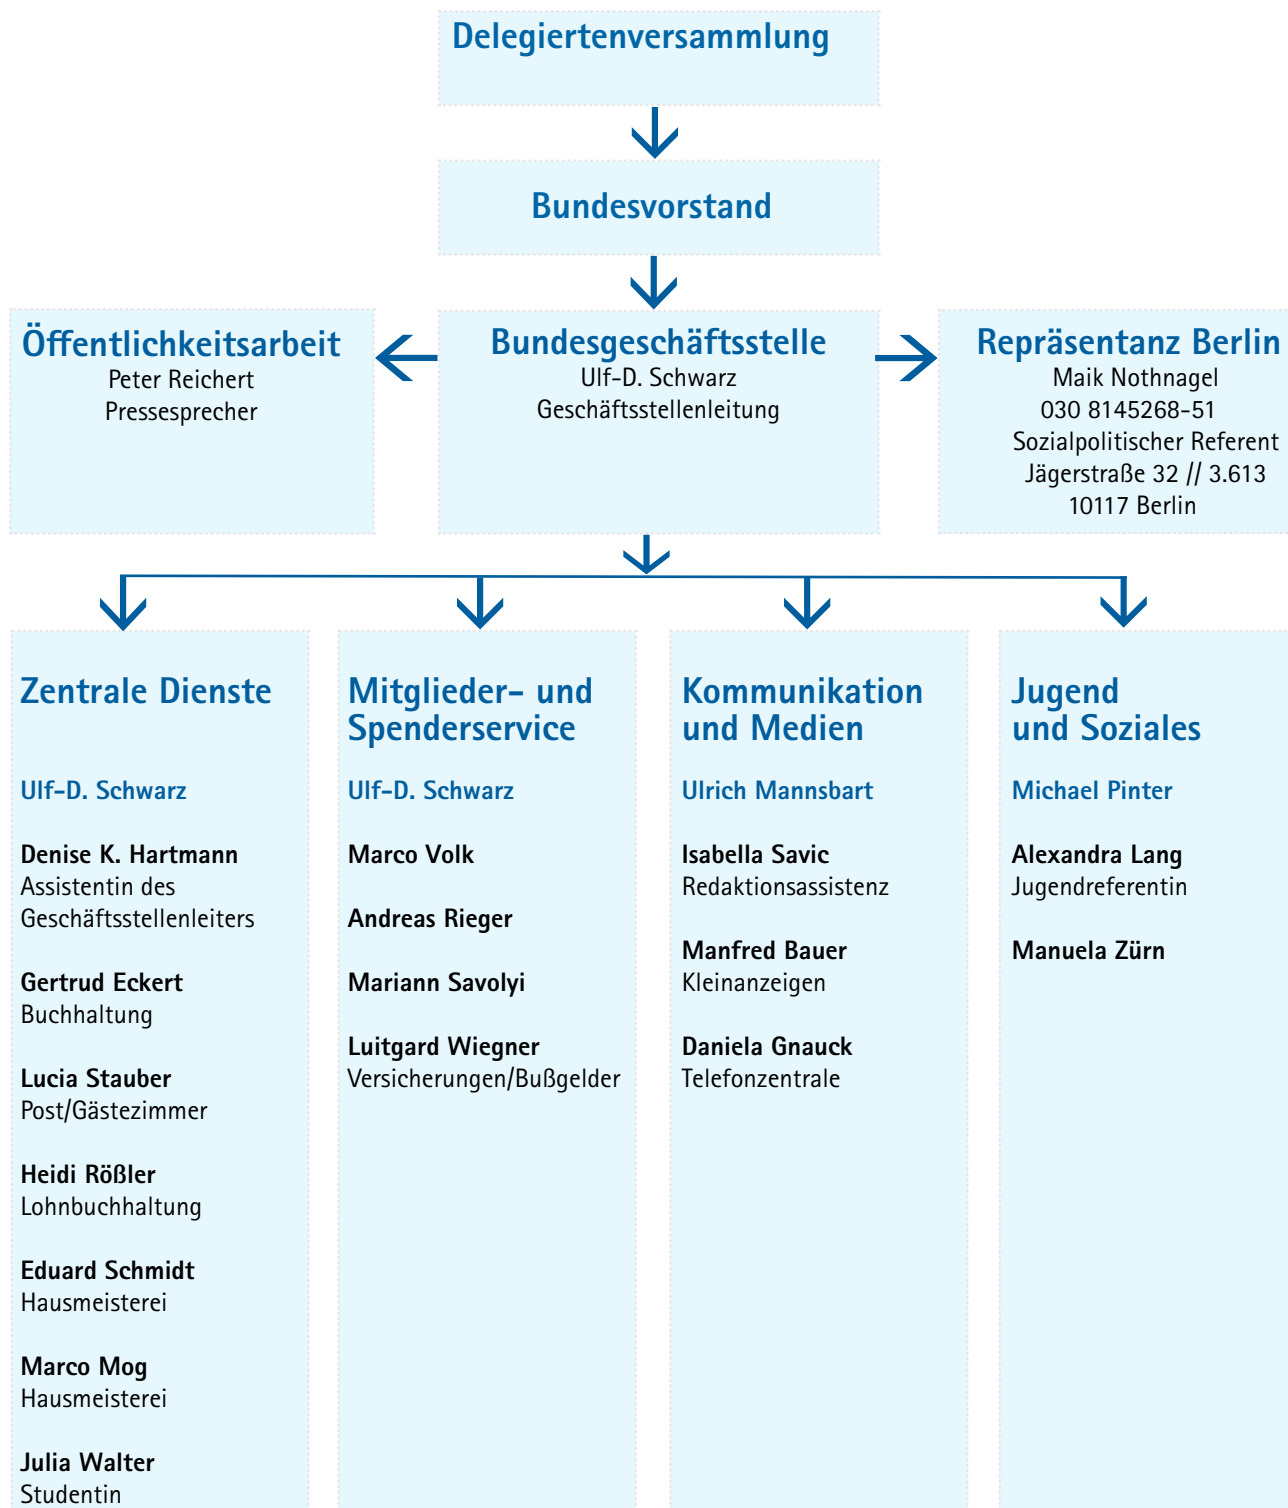 Delegiertenversammlung
Bundesvorstand
Öffentlichkeitsarbeit
Peter Reichert
Pressesprecher
Bundesgeschäftsstelle
Ulf-D. Schwarz
Geschäftsstellenleitung
Repräsentanz Berlin
Maik Nothnagel
030 8145268-51
Sozialpolitischer Referent
Jägerstraße 32 // 3.613
10117 Berlin
Zentrale Dienste
Ulf-D. Schwarz
Denise K. Hartmann
Assistentin des
Geschäftsstellenleiters
Gertrud Eckert
Buchhaltung
Lucia Stauber
Post/Gästezimmer
Heidi Rößler
Lohnbuchhaltung
Eduard Schmidt
Hausmeisterei
Marco Mog
Hausmeisterei
Julia Walter
Studentin
Mitglieder- und
Spenderservice
Ulf-D. Schwarz
Marco Volk
Andreas Rieger
Mariann Savolyi
Luitgard Wiegner
Versicherungen/Bußgelder
Kommunikation
und Medien
Ulrich Mannsbart
Isabella Savic
Redaktionsassistenz
Manfred Bauer
Kleinanzeigen
Daniela Gnauck
Telefonzentrale
Jugend
und Soziales
Michael Pinter
Alexandra Lang
Jugendreferentin
Manuela Zürn